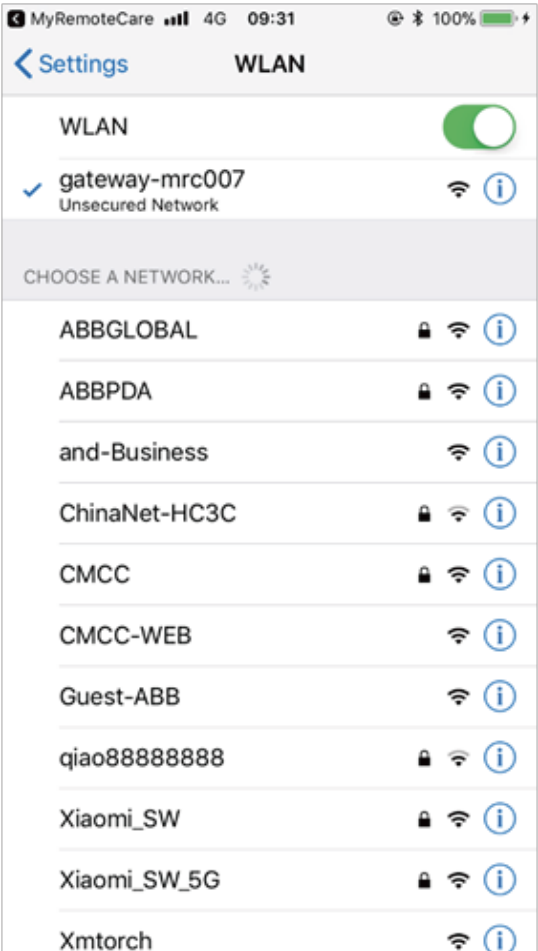 MyRemoteCare 4G 09:31 100%
Settings WLAN
WLAN
gateway-mrc007
Unsecured Network
CHOOSE A NETWORK...
ABBGLOBAL
ABBPDA
and-Business
ChinaNet-HC3C
CMCC
CMCC-WEB
Guest-ABB
qiao88888888
Xiaomi_SW
Xiaomi_SW_5G
Xmtorch